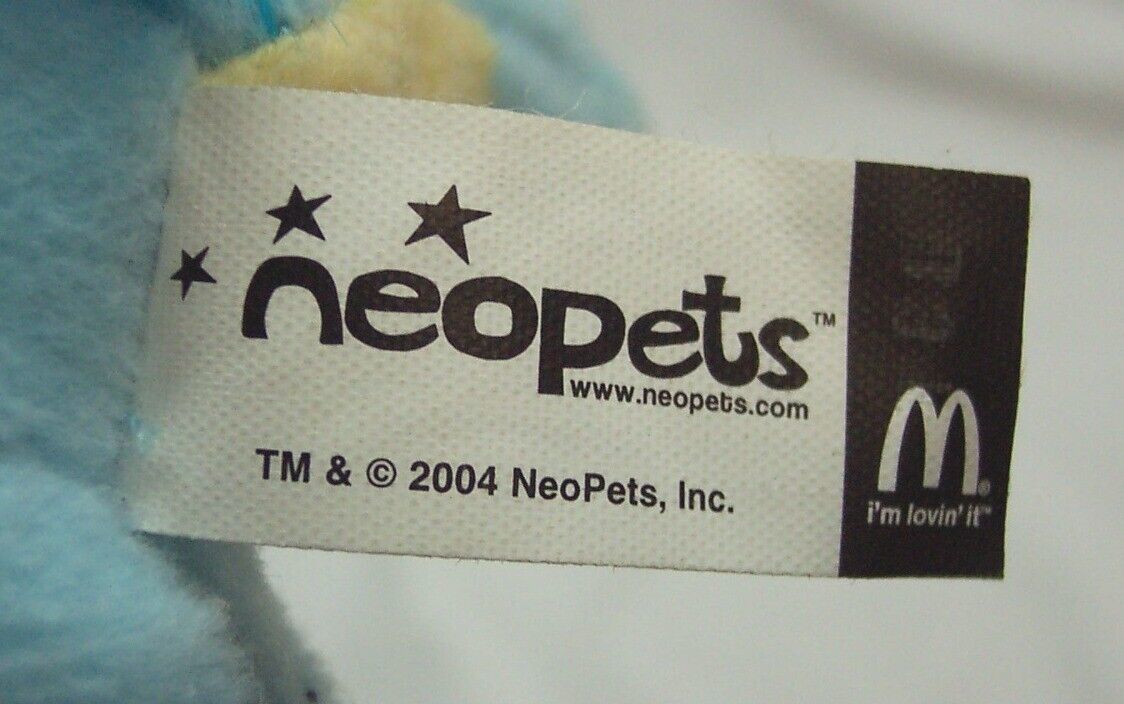 neopets™
www.neopets.com
TM & © 2004 NeoPets, Inc.
M®
i'm lovin' it™